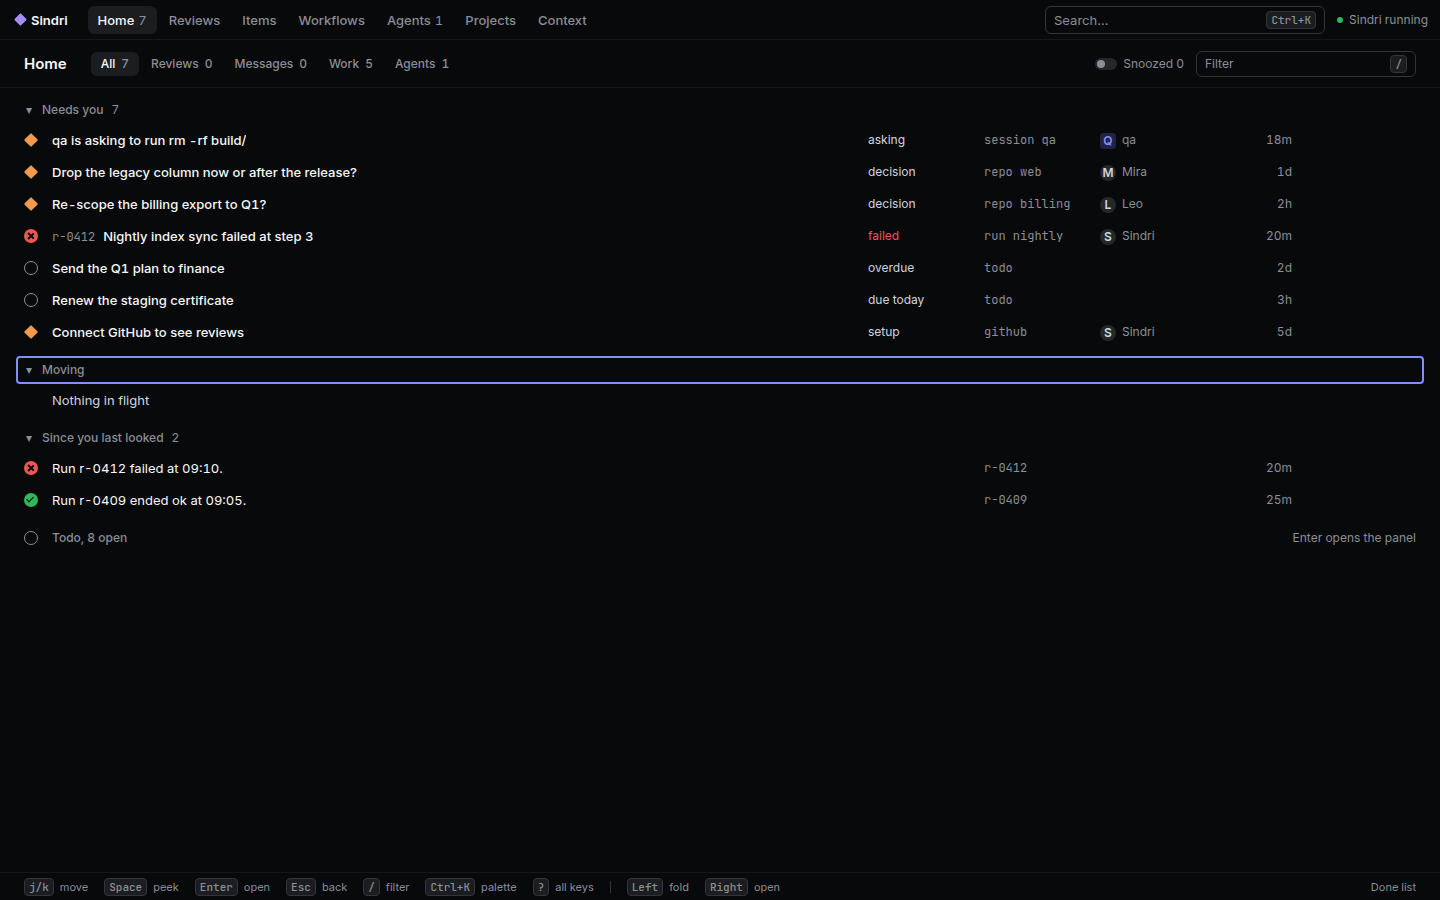 Sindri Home 7 Reviews Items Workflows Agents 1 Projects Context Search... Ctrl+K Sindri running
Home All 7 Reviews 0 Messages 0 Work 5 Agents 1 Snoozed 0 Filter /
Needs you 7
qa is asking to run rm -rf build/ asking session qa Q qa 18m
Drop the legacy column now or after the release? decision repo web M Mira 1d
Re-scope the billing export to Q1? decision repo billing L Leo 2h
r-0412 Nightly index sync failed at step 3 failed run nightly S Sindri 20m
Send the Q1 plan to finance overdue todo 2d
Renew the staging certificate due today todo 3h
Connect GitHub to see reviews setup github S Sindri 5d
Moving
Nothing in flight
Since you last looked 2
Run r-0412 failed at 09:10. r-0412 20m
Run r-0409 ended ok at 09:05. r-0409 25m
Todo, 8 open Enter opens the panel
j/k move Space peek Enter open Esc back / filter Ctrl+K palette ? all keys Left fold Right open Done list